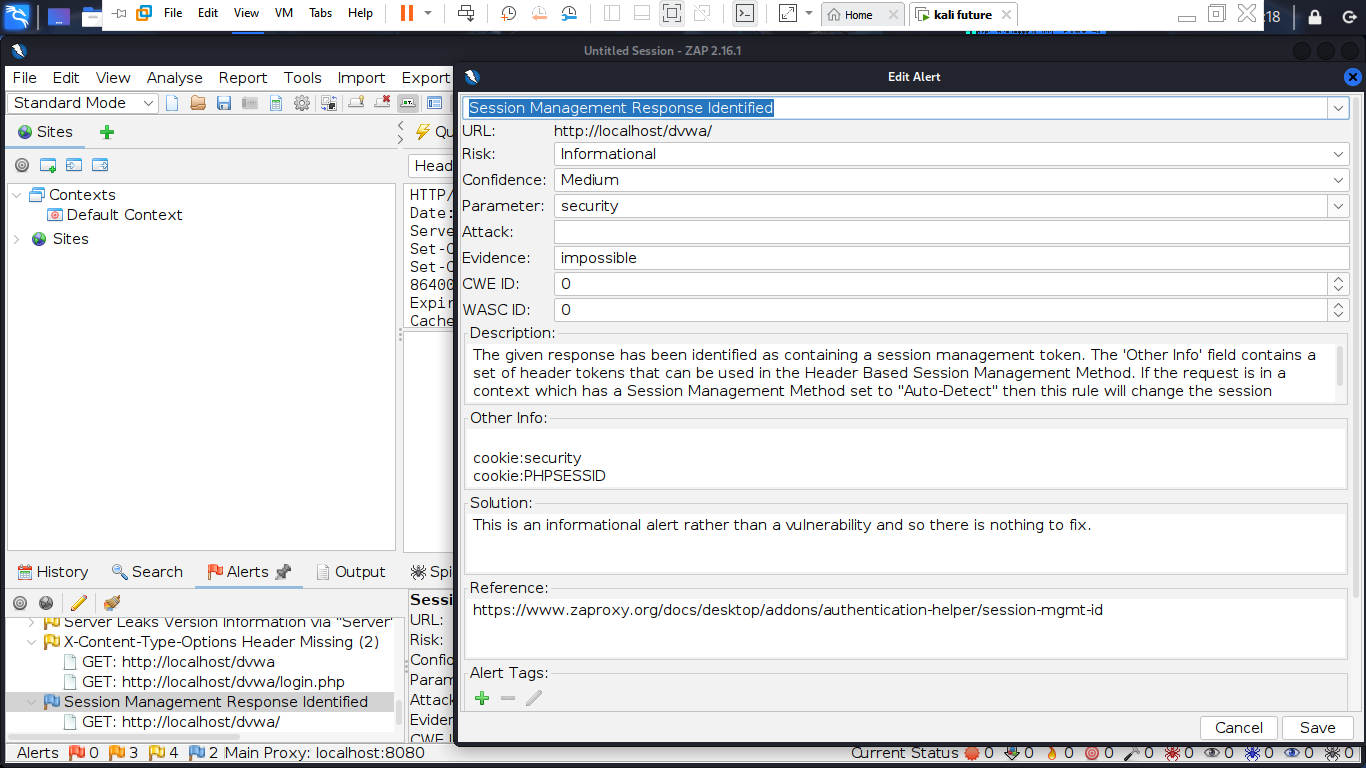 File Edit View VM Tabs Help Home kali future :18
Untitled Session - ZAP 2.16.1
File Edit View Analyse Report Tools Import Export
Standard Mode
Sites
Contexts
Default Context
Sites
Qu
Head
HTTP/
Date:
Serve
Set-C
Set-C
86400
Expir
Cache
Edit Alert
Session Management Response Identified
URL: http://localhost/dvwa/
Risk: Informational
Confidence: Medium
Parameter: security
Attack:
Evidence: impossible
CWE ID: 0
WASC ID: 0
Description:
The given response has been identified as containing a session management token. The 'Other Info' field contains a
set of header tokens that can be used in the Header Based Session Management Method. If the request is in a
context which has a Session Management Method set to "Auto-Detect" then this rule will change the session
Other Info:
cookie:security
cookie:PHPSESSID
Solution:
This is an informational alert rather than a vulnerability and so there is nothing to fix.
Reference:
https://www.zaproxy.org/docs/desktop/addons/authentication-helper/session-mgmt-id
Alert Tags:
Cancel Save
History Search Alerts Output Spi
Server Leaks Version Information via "Server"
X-Content-Type-Options Header Missing (2)
GET: http://localhost/dvwa
GET: http://localhost/dvwa/login.php
Session Management Response Identified
GET: http://localhost/dvwa/
Sessi
URL:
Risk:
Confid
Param
Attack
Eviden
CWE I
Alerts 0 3 4 2 Main Proxy: localhost:8080
Current Status 0 0 0 0 0 0 0 0 0 0